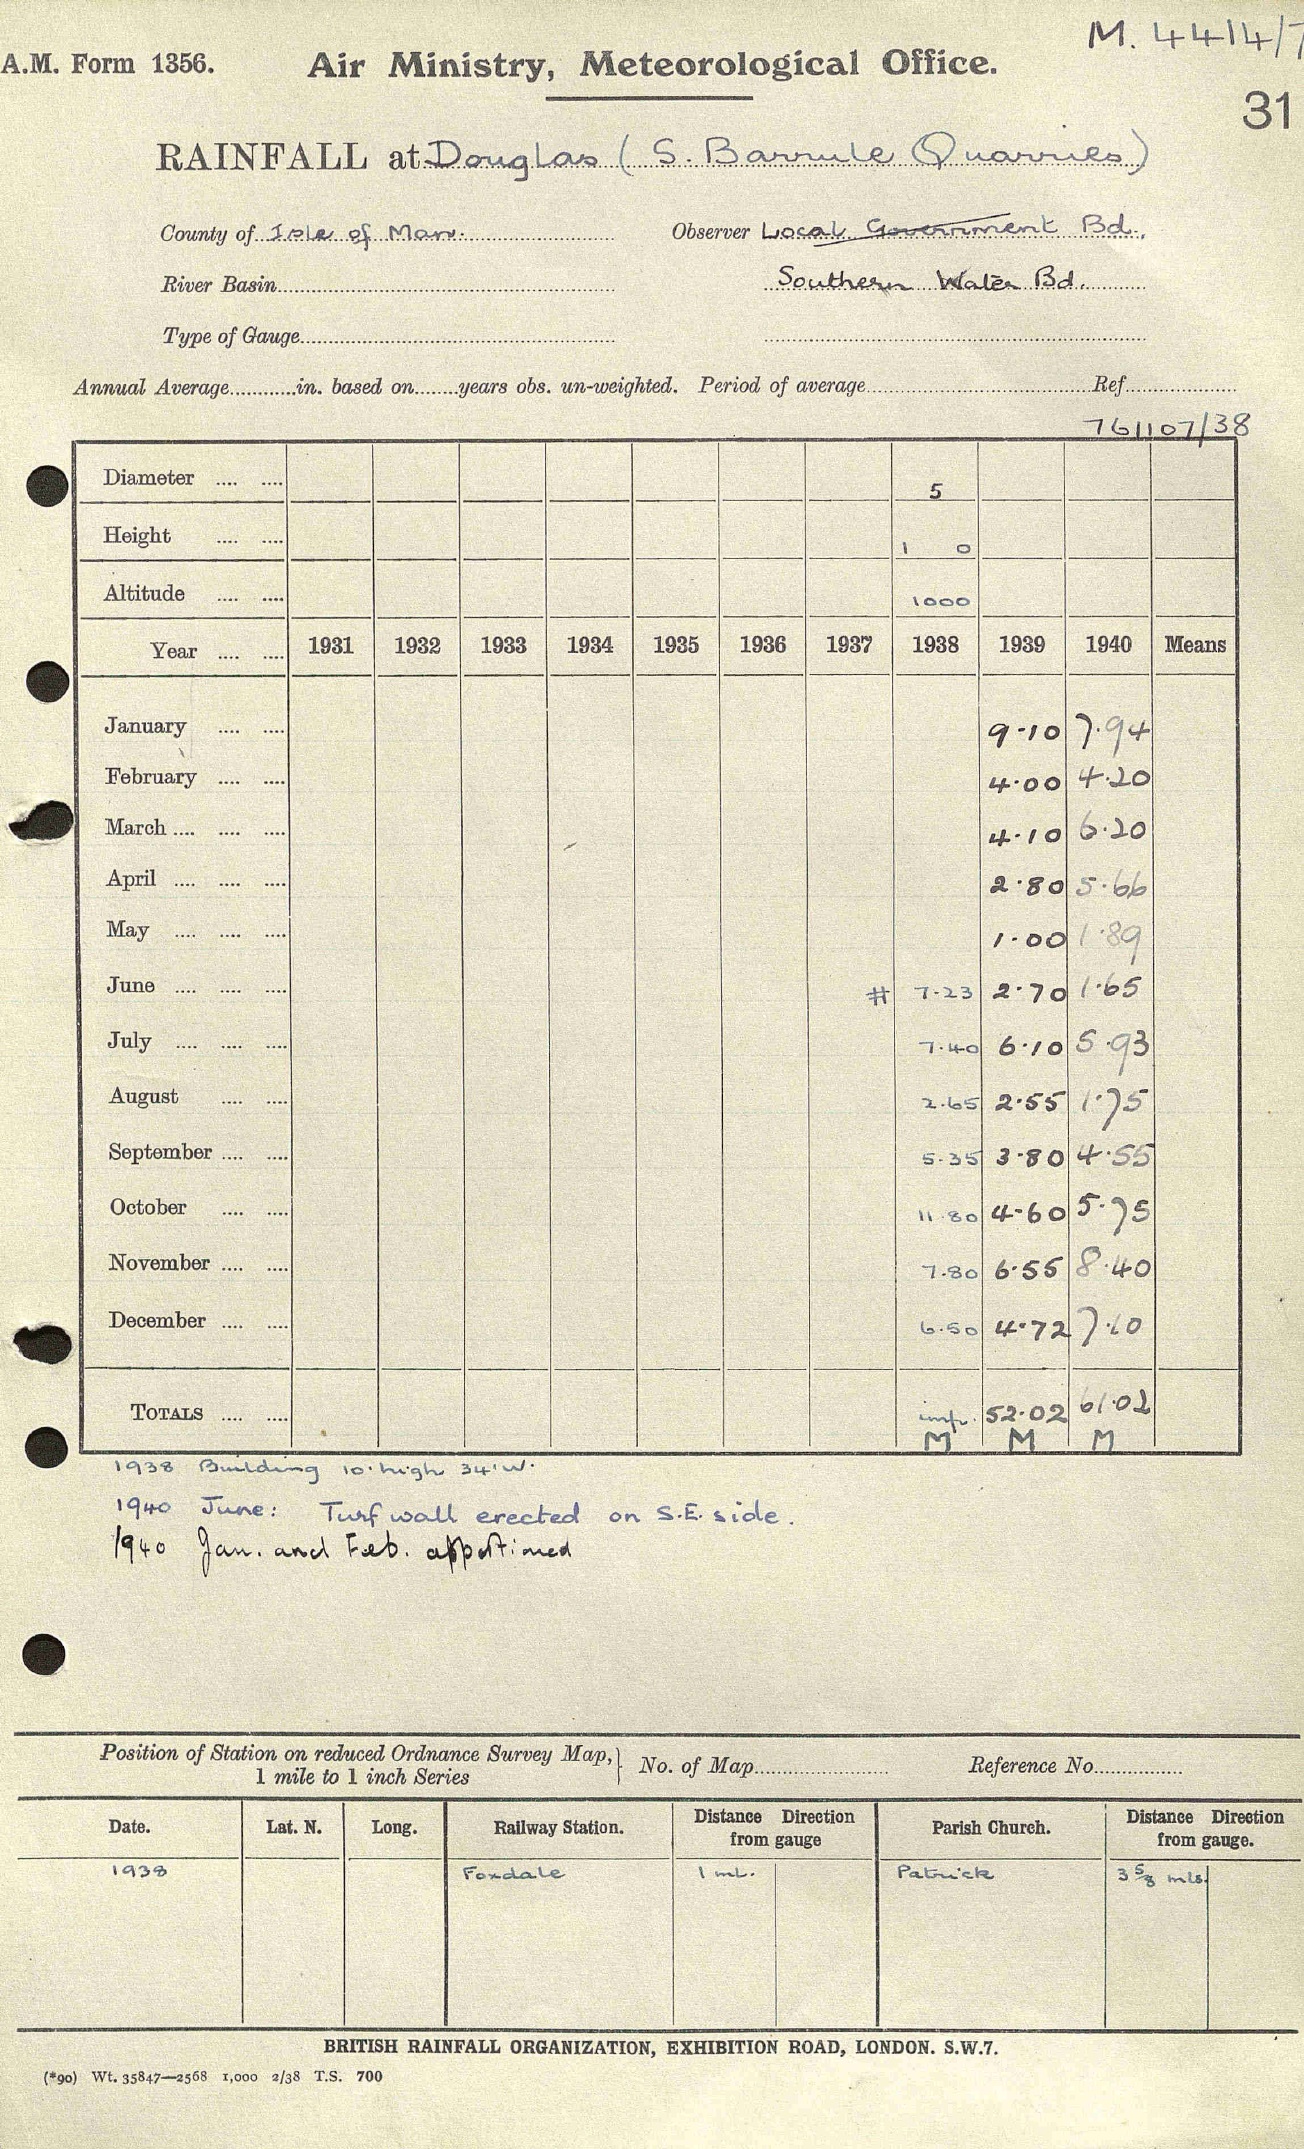 M. 4414/7
A.M. Form 1356. Air Ministry, Meteorological Office.
31
RAINFALL at Douglas (S. Barrule Quarries)
County of Isle of Man. Observer Local Government Bd.,
River Basin Southern Water Bd.
Type of Gauge
Annual Average in. based on years obs. un-weighted. Period of average Ref
761107/38
Diameter 5
Height 1 0
Altitude 1000
Year 1931 1932 1933 1934 1935 1936 1937 1938 1939 1940 Means
January 9.10 7.94
February 4.00 4.20
March 4.10 6.20
April 2.80 5.66
May 1.00 1.89
June # 7.23 2.70 1.65
July 7.40 6.10 5.93
August 2.65 2.55 1.75
September 5.35 3.80 4.55
October 11.80 4.60 5.75
November 7.80 6.55 8.40
December 6.50 4.72 7.10
TOTALS imp. 52.02 61.02
M M M
1938 Building 10' high 34' W.
1940 June: Turf wall erected on S.E. side.
1940 Jan. and Feb. apportioned
Position of Station on reduced Ordnance Survey Map, } No. of Map Reference No.
1 mile to 1 inch Series
Date. Lat. N. Long. Railway Station. Distance Direction from gauge Parish Church. Distance Direction from gauge.
1938 Foxdale 1 ml. Patrick 3 5/8 mls.
BRITISH RAINFALL ORGANIZATION, EXHIBITION ROAD, LONDON. S.W.7.
(*90) Wt. 35847—2568 1,000 2/38 T.S. 700